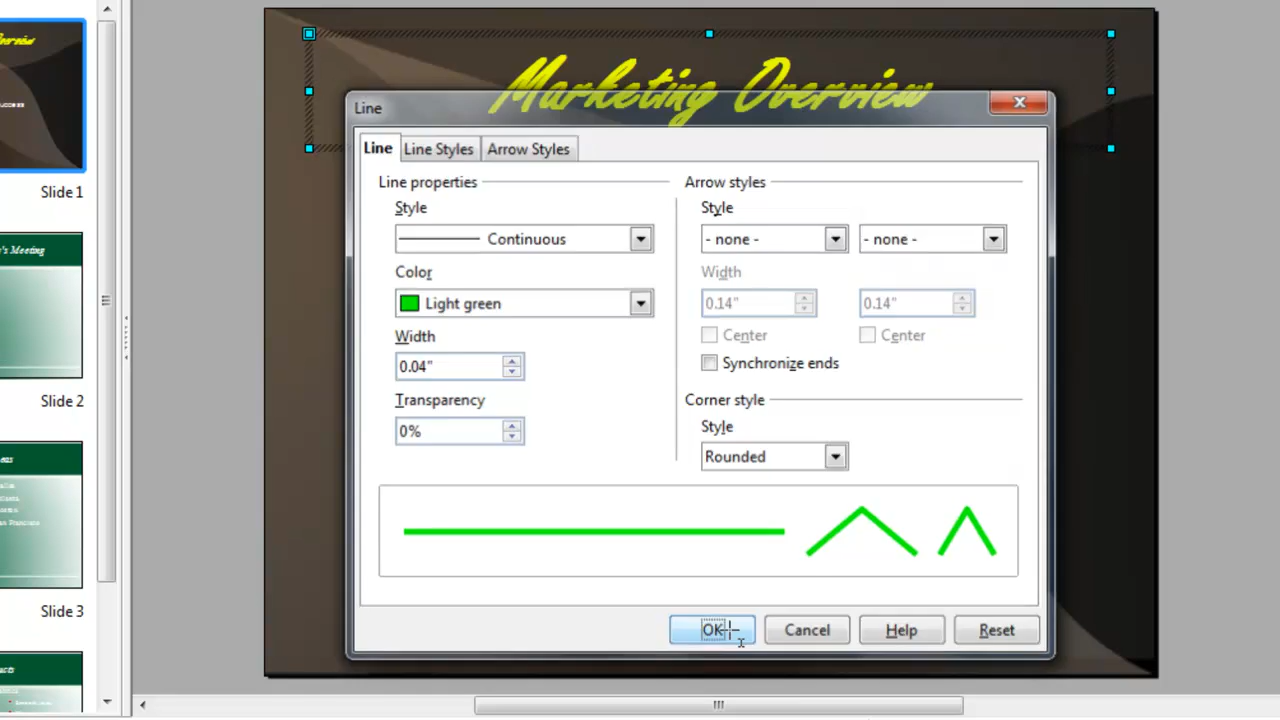 Overview
Slide 1
's Meeting
Slide 2
Slide 3
Marketing Overview
Line
Line
Line Styles
Arrow Styles
Line properties
Style
Continuous
Color
Light green
Width
0.04"
Transparency
0%
Arrow styles
Style
- none -
- none -
Width
0.14"
0.14"
Center
Center
Synchronize ends
Corner style
Style
Rounded
OK
Cancel
Help
Reset